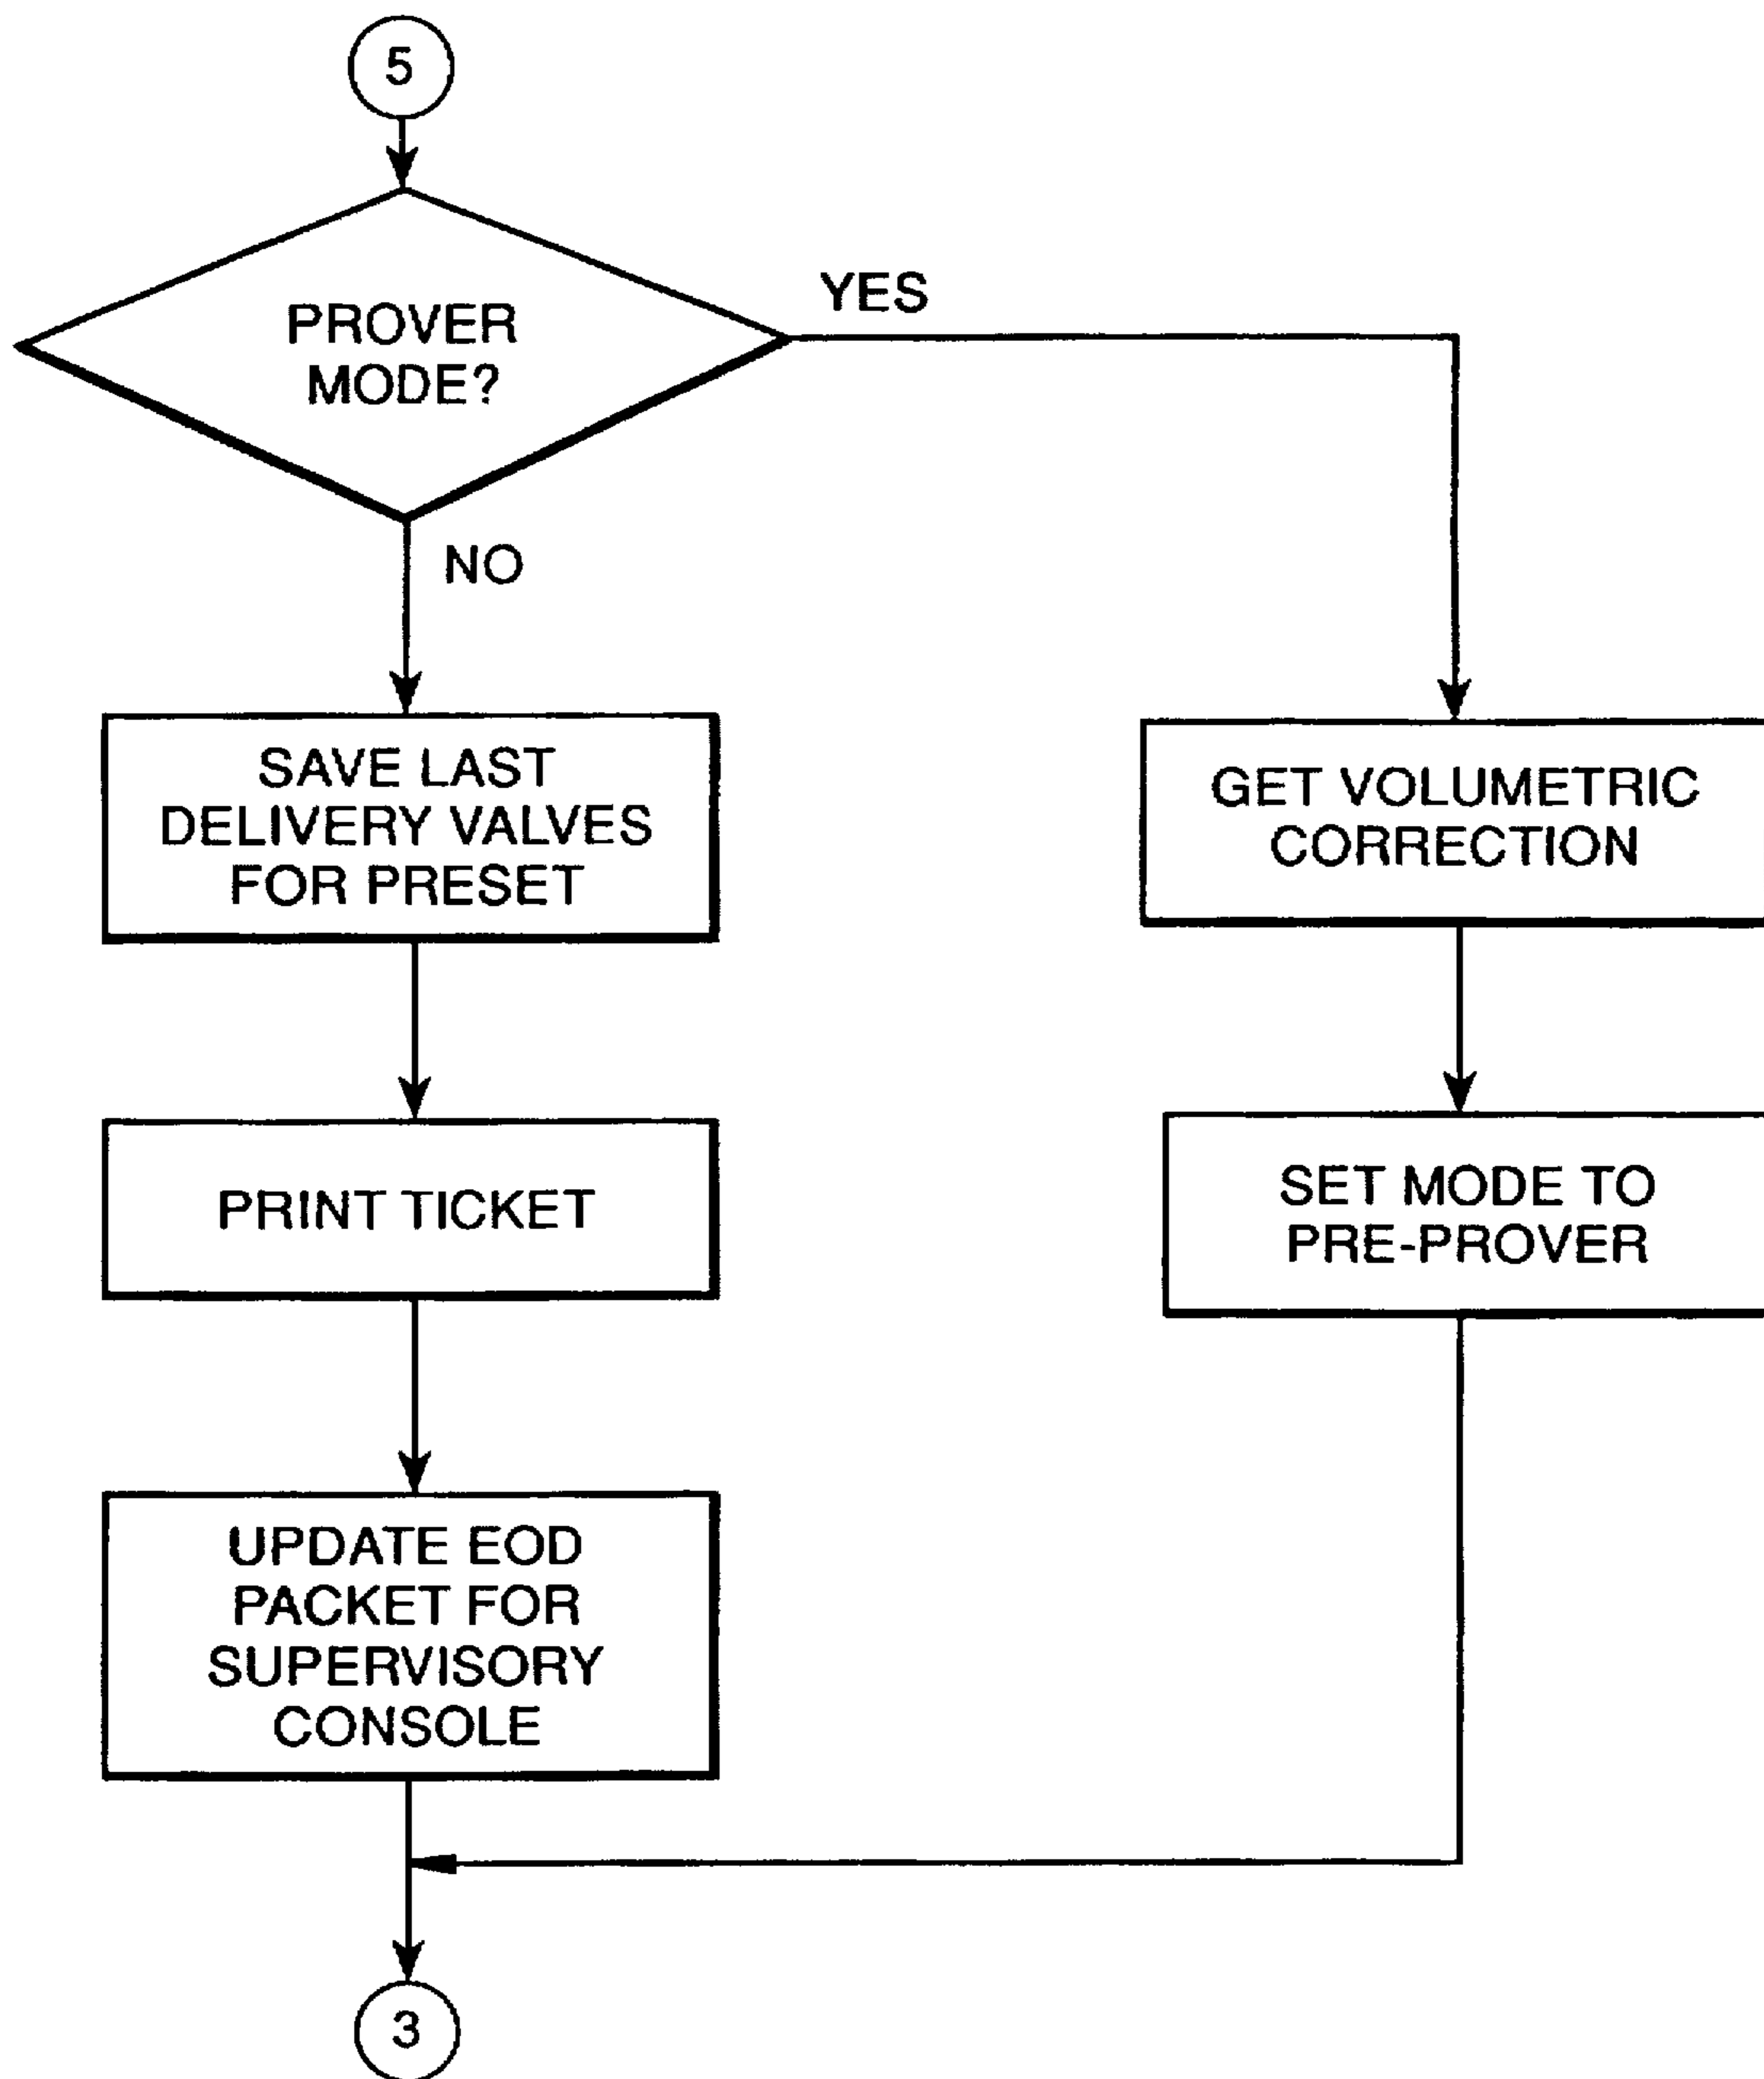 5
PROVER
MODE?
YES
NO
SAVE LAST
DELIVERY VALVES
FOR PRESET
GET VOLUMETRIC
CORRECTION
PRINT TICKET
SET MODE TO
PRE-PROVER
UPDATE EOD
PACKET FOR
SUPERVISORY
CONSOLE
3